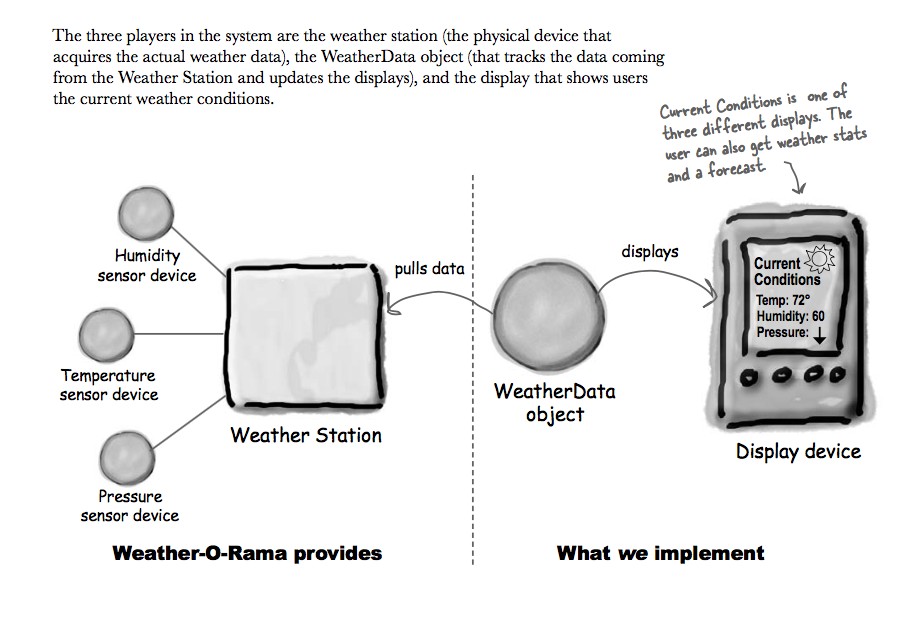 The three players in the system are the weather station (the physical device that
acquires the actual weather data), the WeatherData object (that tracks the data coming
from the Weather Station and updates the displays), and the display that shows users
the current weather conditions.
Current Conditions is one of
three different displays. The
user can also get weather stats
and a forecast
Humidity
sensor device
Temperature
sensor device
Pressure
sensor device
Weather Station
pulls data
WeatherData
object
displays
Current
Conditions
Temp: 72°
Humidity: 60
Pressure:
Display device
Weather-O-Rama provides
What we implement